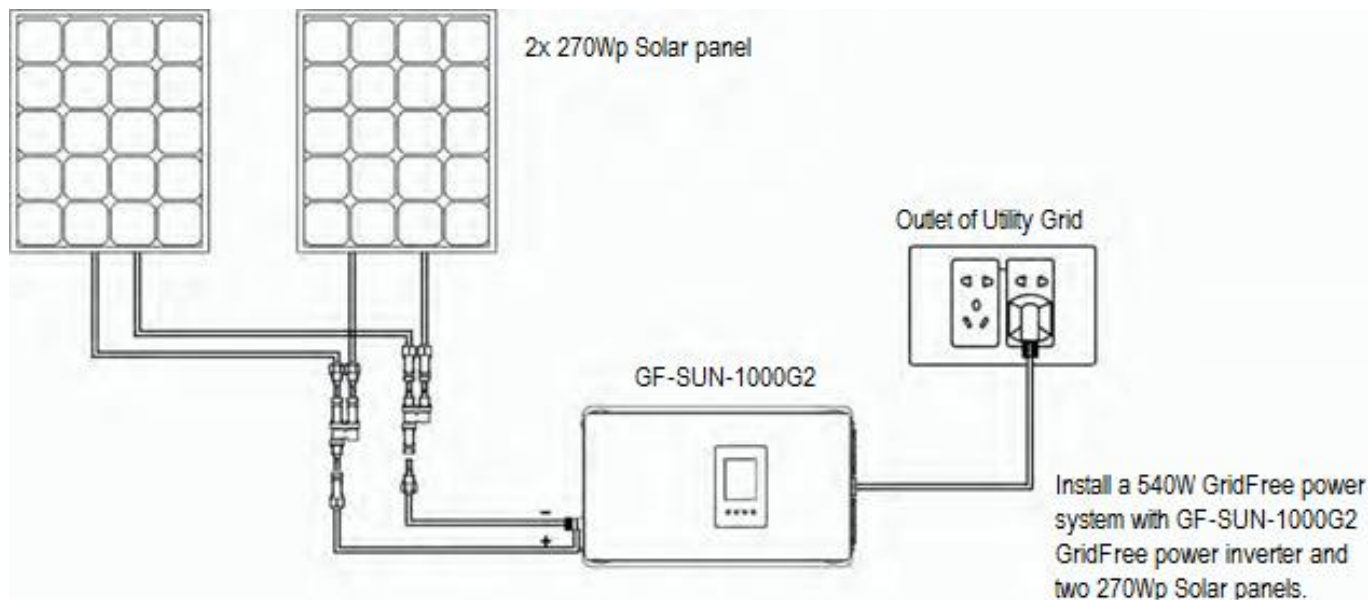 2x 270Wp Solar panel
Outlet of Utility Grid
GF-SUN-1000G2
-
+
Install a 540W GridFree power
system with GF-SUN-1000G2
GridFree power inverter and
two 270Wp Solar panels.